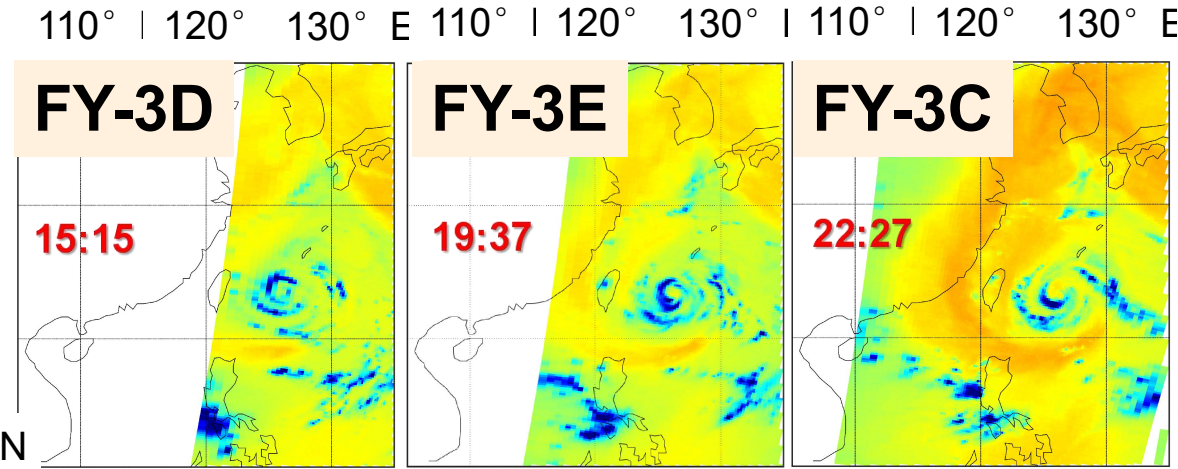 110° | 120° 130° E 110° | 120° 130° | 110° | 120° 130° E
FY-3D FY-3E FY-3C
15:15 19:37 22:27
N